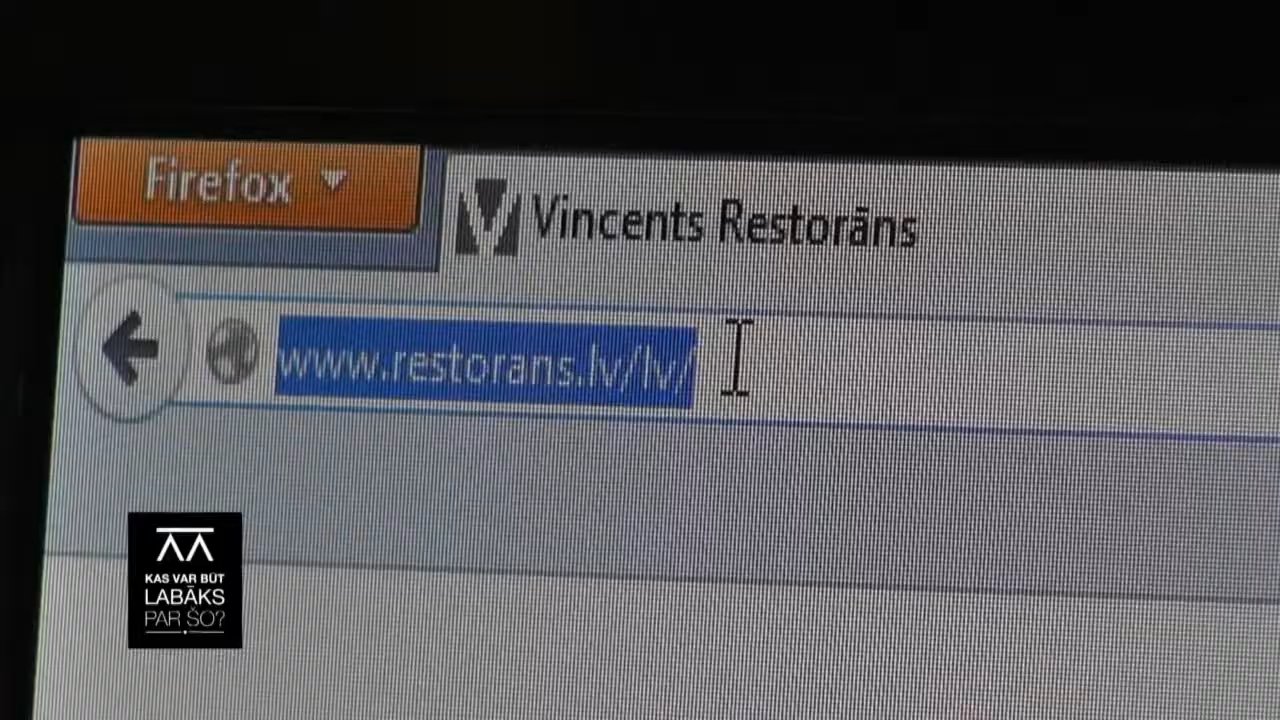 Firefox
Vincents Restorāns
www.restorans.lv/lv/
KAS VAR BŪT
LABĀKS
PAR ŠO?